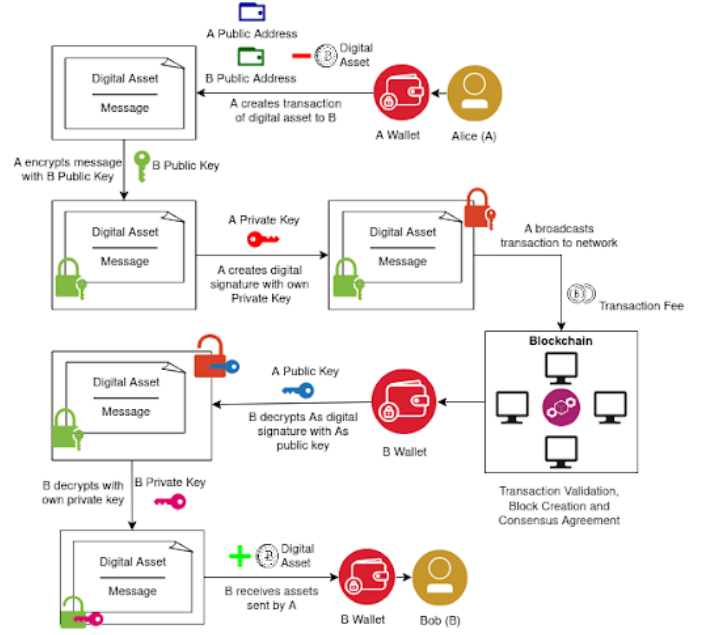 A Public Address
B Public Address
Digital
Asset
Digital Asset
Message
A creates transaction
of digital asset to B
A Wallet
Alice (A)
A encrypts message
with B Public Key
B Public Key
Digital Asset
Message
A Private Key
A creates digital
signature with own
Private Key
Digital Asset
Message
A broadcasts
transaction to network
Transaction Fee
Blockchain
Transaction Validation,
Block Creation and
Consensus Agreement
B Wallet
A Public Key
B decrypts As digital
signature with As
public key
Digital Asset
Message
B decrypts with
own private key
B Private Key
Digital Asset
Message
Digital
Asset
B receives assets
sent by A
B Wallet
Bob (B)